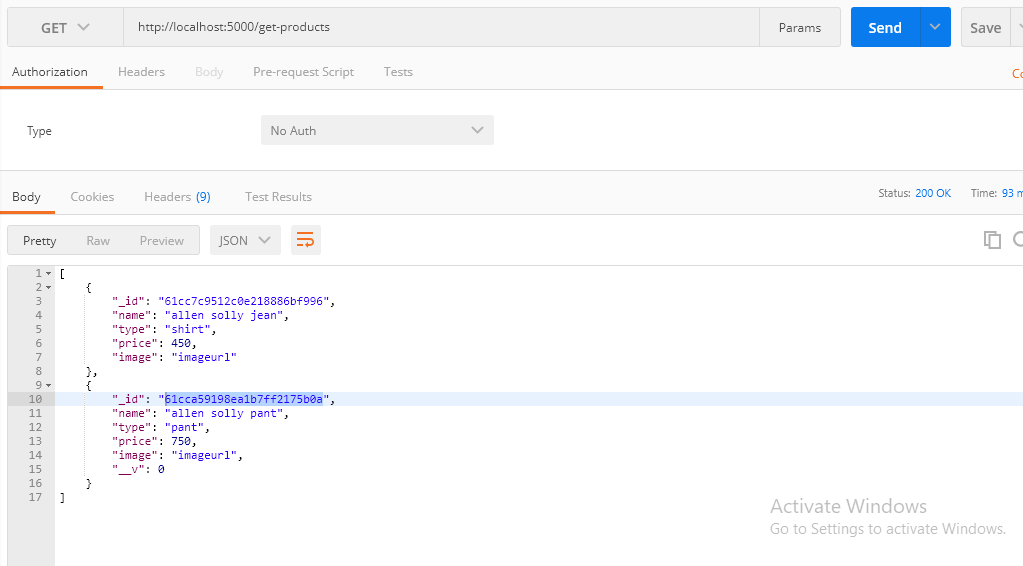 GET http://localhost:5000/get-products Params Send Save
Authorization Headers Body Pre-request Script Tests
Type No Auth
Body Cookies Headers (9) Test Results Status: 200 OK Time: 93 m
Pretty Raw Preview JSON
1 [
2 {
3 "_id": "61cc7c9512c0e218886bf996",
4 "name": "allen solly jean",
5 "type": "shirt",
6 "price": 450,
7 "image": "imageurl"
8 },
9 {
10 "_id": "61cca59198ea1b7ff2175b0a",
11 "name": "allen solly pant",
12 "type": "pant",
13 "price": 750,
14 "image": "imageurl",
15 "__v": 0
16 }
17 ]
Activate Windows
Go to Settings to activate Windows.